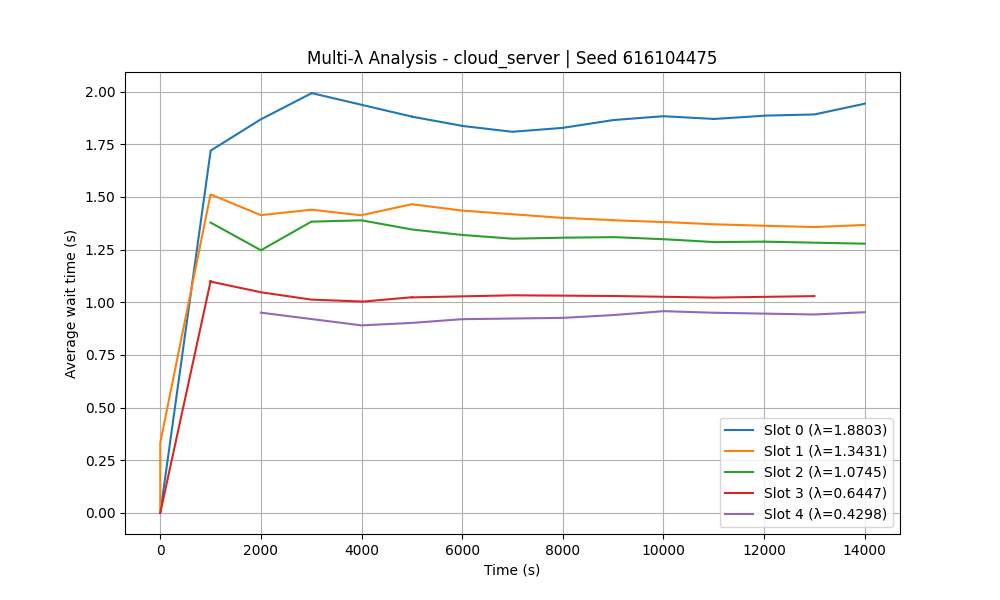 Multi-λ Analysis - cloud_server | Seed 616104475
Average wait time (s)
2.00
1.75
1.50
1.25
1.00
0.75
0.50
0.25
0.00
Slot 0 (λ=1.8803)
Slot 1 (λ=1.3431)
Slot 2 (λ=1.0745)
Slot 3 (λ=0.6447)
Slot 4 (λ=0.4298)
0 2000 4000 6000 8000 10000 12000 14000
Time (s)